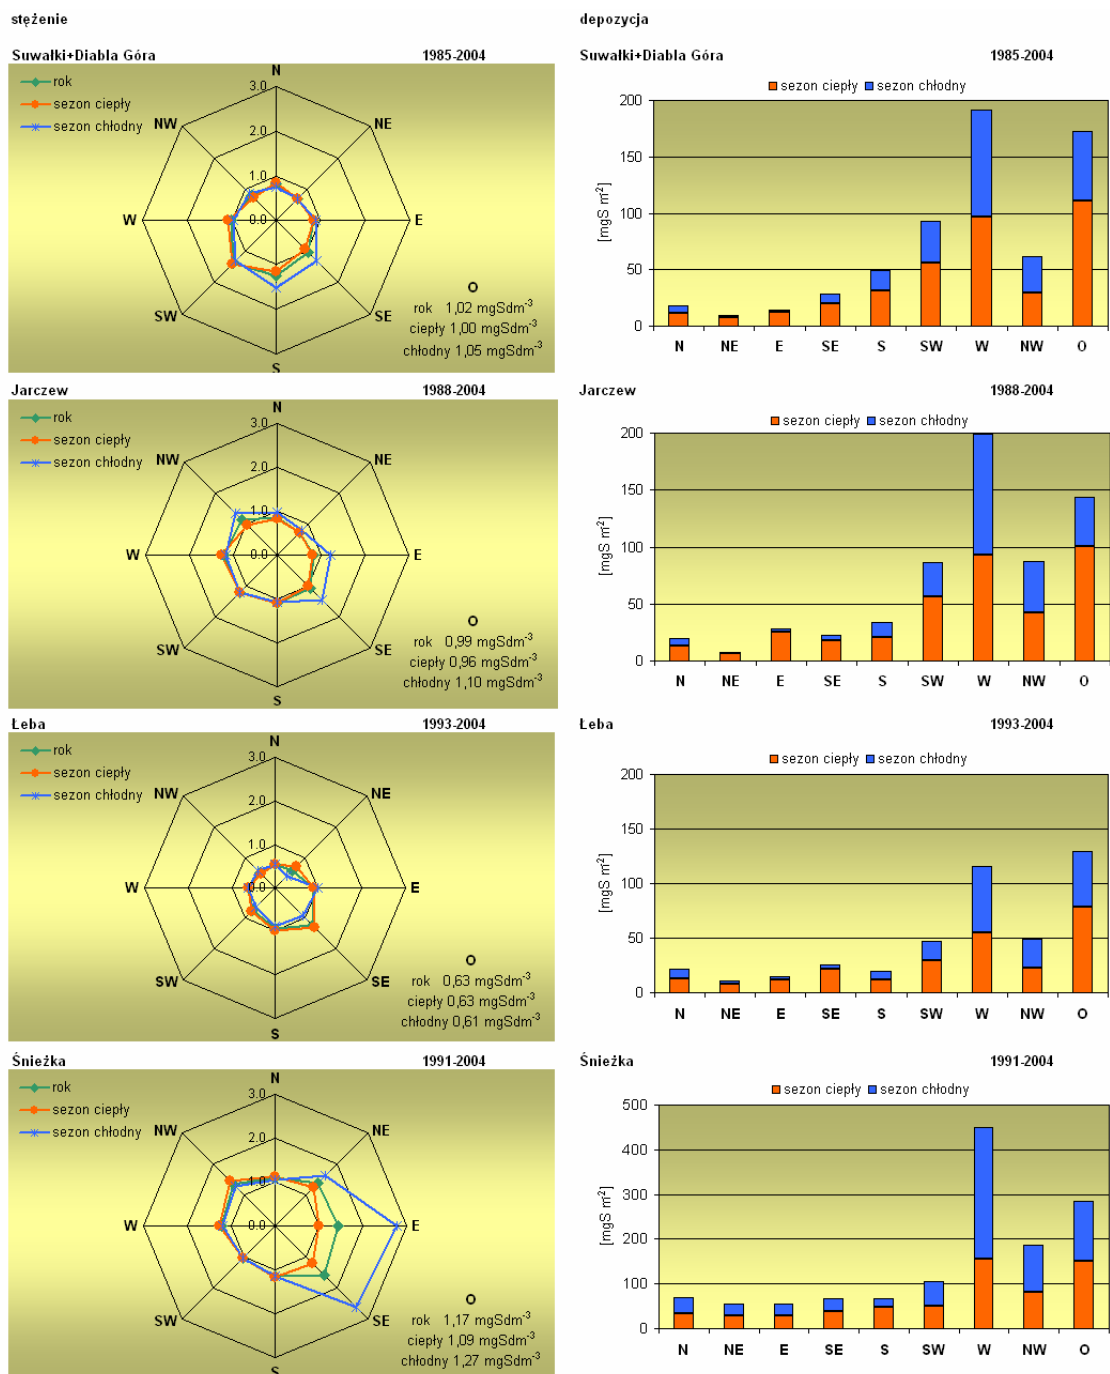 stężenie
depozycja
Suwałki+Diabla Góra 1985-2004
rok
sezon ciepły
sezon chłodny
N
NE
E
SE
S
SW
W
NW
3.0
2.0
1.0
0.0
O
rok 1,02 mgSdm-3
ciepły 1,00 mgSdm-3
chłodny 1,05 mgSdm-3
Suwałki+Diabla Góra 1985-2004
sezon ciepły sezon chłodny
[mgS m²]
200
150
100
50
0
N NE E SE S SW W NW O
Jarczew 1988-2004
rok
sezon ciepły
sezon chłodny
N
NE
E
SE
S
SW
W
NW
3.0
2.0
1.0
0.0
O
rok 0,99 mgSdm-3
ciepły 0,96 mgSdm-3
chłodny 1,10 mgSdm-3
Jarczew 1988-2004
sezon ciepły sezon chłodny
[mgS m²]
200
150
100
50
0
N NE E SE S SW W NW O
Łeba 1993-2004
rok
sezon ciepły
sezon chłodny
N
NE
E
SE
S
SW
W
NW
3.0
2.0
1.0
0.0
O
rok 0,63 mgSdm-3
ciepły 0,63 mgSdm-3
chłodny 0,61 mgSdm-3
Łeba 1993-2004
sezon ciepły sezon chłodny
[mgS m²]
200
150
100
50
0
N NE E SE S SW W NW O
Śnieżka 1991-2004
rok
sezon ciepły
sezon chłodny
N
NE
E
SE
S
SW
W
NW
3.0
2.0
1.0
0.0
O
rok 1,17 mgSdm-3
ciepły 1,09 mgSdm-3
chłodny 1,27 mgSdm-3
Śnieżka 1991-2004
sezon ciepły sezon chłodny
[mgS m²]
500
400
300
200
100
0
N NE E SE S SW W NW O